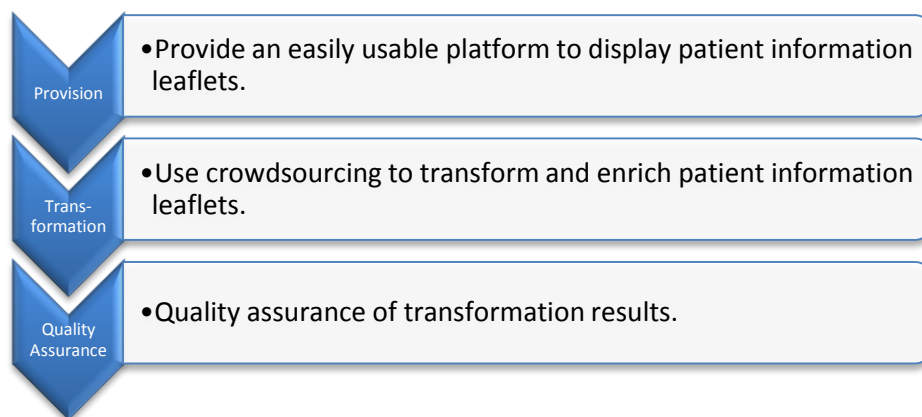 Provision
•Provide an easily usable platform to display patient information
leaflets.
Trans-
formation
•Use crowdsourcing to transform and enrich patient information
leaflets.
Quality
Assurance
•Quality assurance of transformation results.